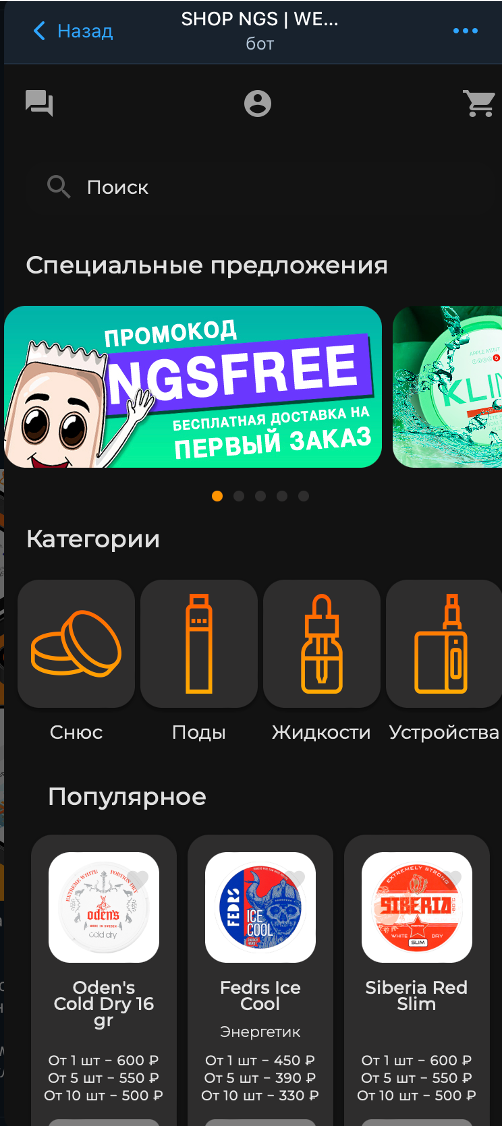 Назад
SHOP NGS | WE...
бот
Поиск
Специальные предложения
ПРОМОКОД
NGSFREE
БЕСПЛАТНАЯ ДОСТАВКА НА
ПЕРВЫЙ ЗАКАЗ
Категории
Снюс
Поды
Жидкости
Устройства
Популярное
oden's
cold dry
FEDRS
ICE
COOL
EXTREMELY STRONG
SIBERIA
WHITE DRY
SLIM
Oden's
Cold Dry 16
gr
От 1 шт – 600 ₽
От 5 шт – 550 ₽
От 10 шт – 500 ₽
Fedrs Ice
Cool
Энергетик
От 1 шт – 450 ₽
От 5 шт – 390 ₽
От 10 шт – 330 ₽
Siberia Red
Slim
От 1 шт – 600 ₽
От 5 шт – 550 ₽
От 10 шт – 500 ₽